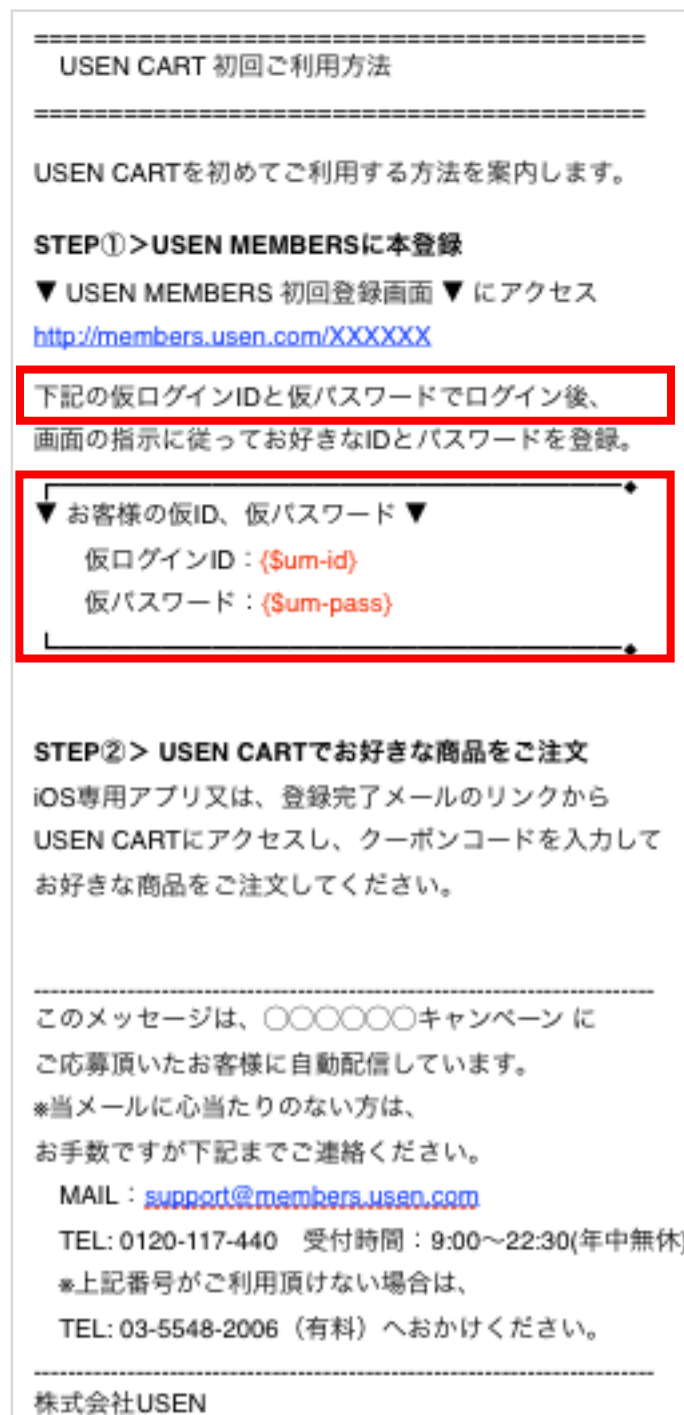 ========================================
USEN CART 初回ご利用方法
========================================
USEN CARTを初めてご利用する方法を案内します。
STEP①＞USEN MEMBERSに本登録
▼ USEN MEMBERS 初回登録画面 ▼ にアクセス
http://members.usen.com/XXXXXX
下記の仮ログインIDと仮パスワードでログイン後、
画面の指示に従ってお好きなIDとパスワードを登録。
┏━━━━━━━━━━━━━━━━━━━━◆
▼ お客様の仮ID、仮パスワード ▼
仮ログインID：{$um-id}
仮パスワード：{$um-pass}
┗━━━━━━━━━━━━━━━━━━━━◆
STEP②＞ USEN CARTでお好きな商品をご注文
iOS専用アプリ又は、登録完了メールのリンクから
USEN CARTにアクセスし、クーポンコードを入力して
お好きな商品をご注文してください。
--------------------------------------------------------------------------------
このメッセージは、○○○○○○キャンペーン に
ご応募頂いたお客様に自動配信しています。
※当メールに心当たりのない方は、
お手数ですが下記までご連絡ください。
MAIL：support@members.usen.com
TEL: 0120-117-440　受付時間：9:00〜22:30(年中無休)
※上記番号がご利用頂けない場合は、
TEL: 03-5548-2006（有料）へおかけください。
--------------------------------------------------------------------------------
株式会社USEN